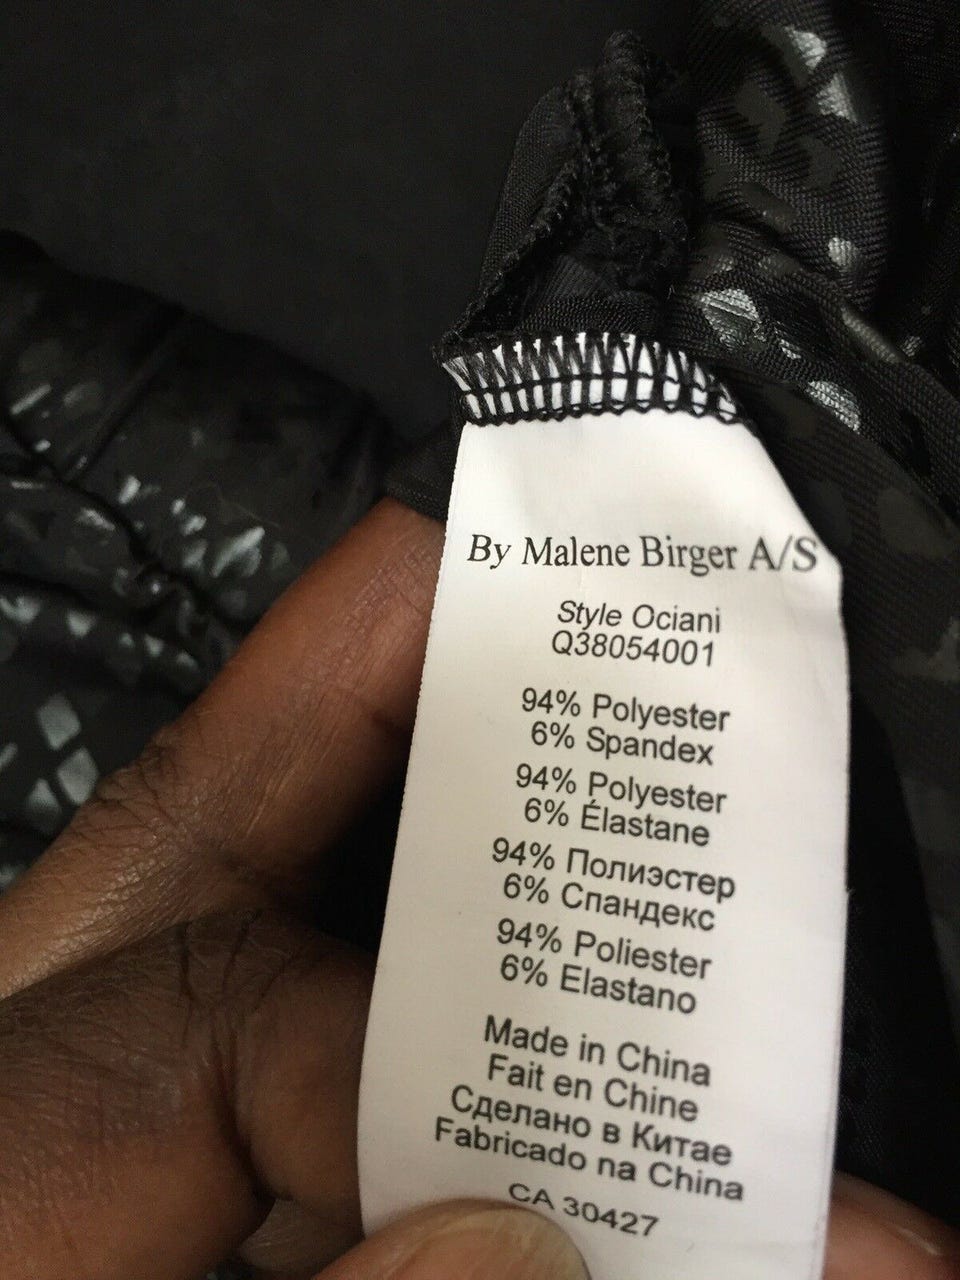 By Malene Birger A/S
Style Ociani
Q38054001
94% Polyester
6% Spandex
94% Polyester
6% Élastane
94% Полиэстер
6% Спандекс
94% Poliester
6% Elastano
Made in China
Fait en Chine
Сделано в Китае
Fabricado na China
CA 30427